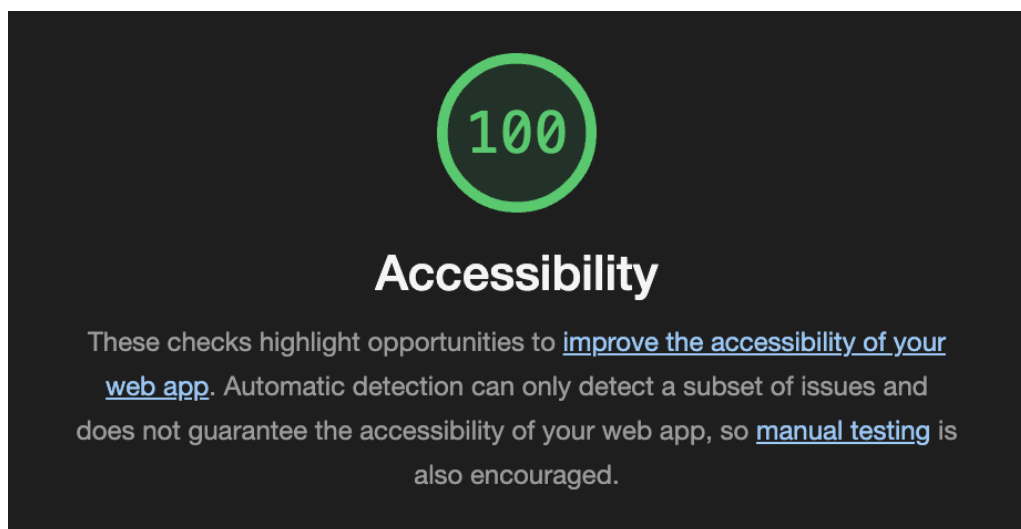 100
Accessibility
These checks highlight opportunities to improve the accessibility of your
web app. Automatic detection can only detect a subset of issues and
does not guarantee the accessibility of your web app, so manual testing is
also encouraged.